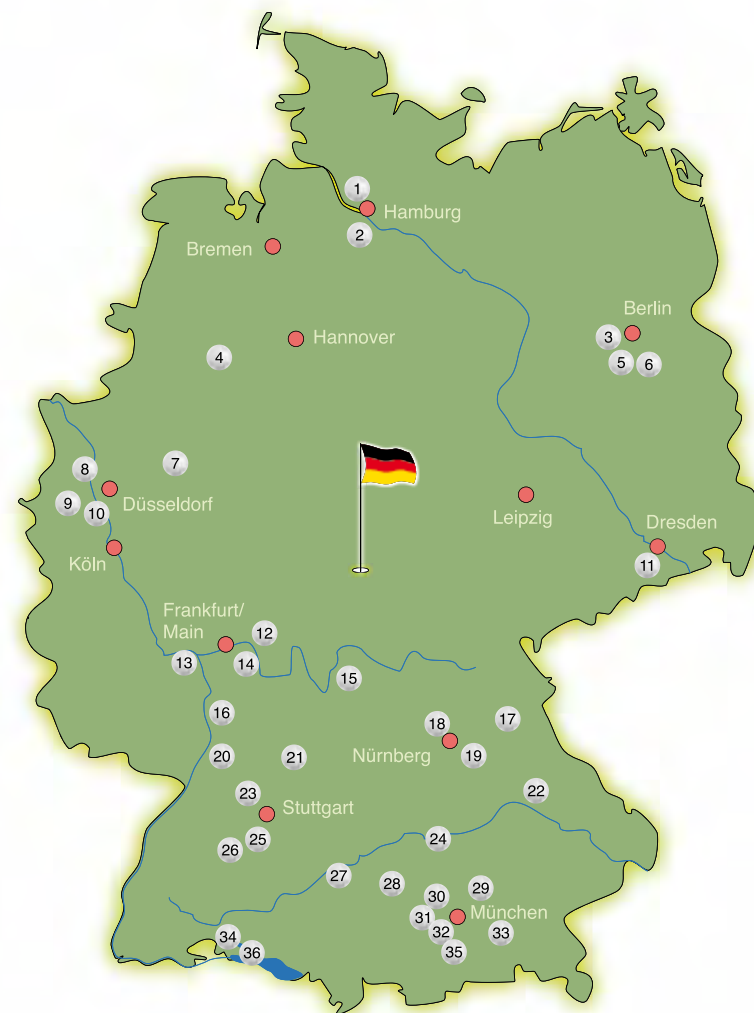 1
Hamburg
2
Bremen
Berlin
3
Hannover
4
5
6
7
8
9
Düsseldorf
10
Leipzig
Dresden
Köln
11
Frankfurt/
Main
12
13
14
15
16
17
18
Nürnberg
19
20
21
22
23
Stuttgart
24
25
26
27
28
29
30
31
München
32
33
34
35
36